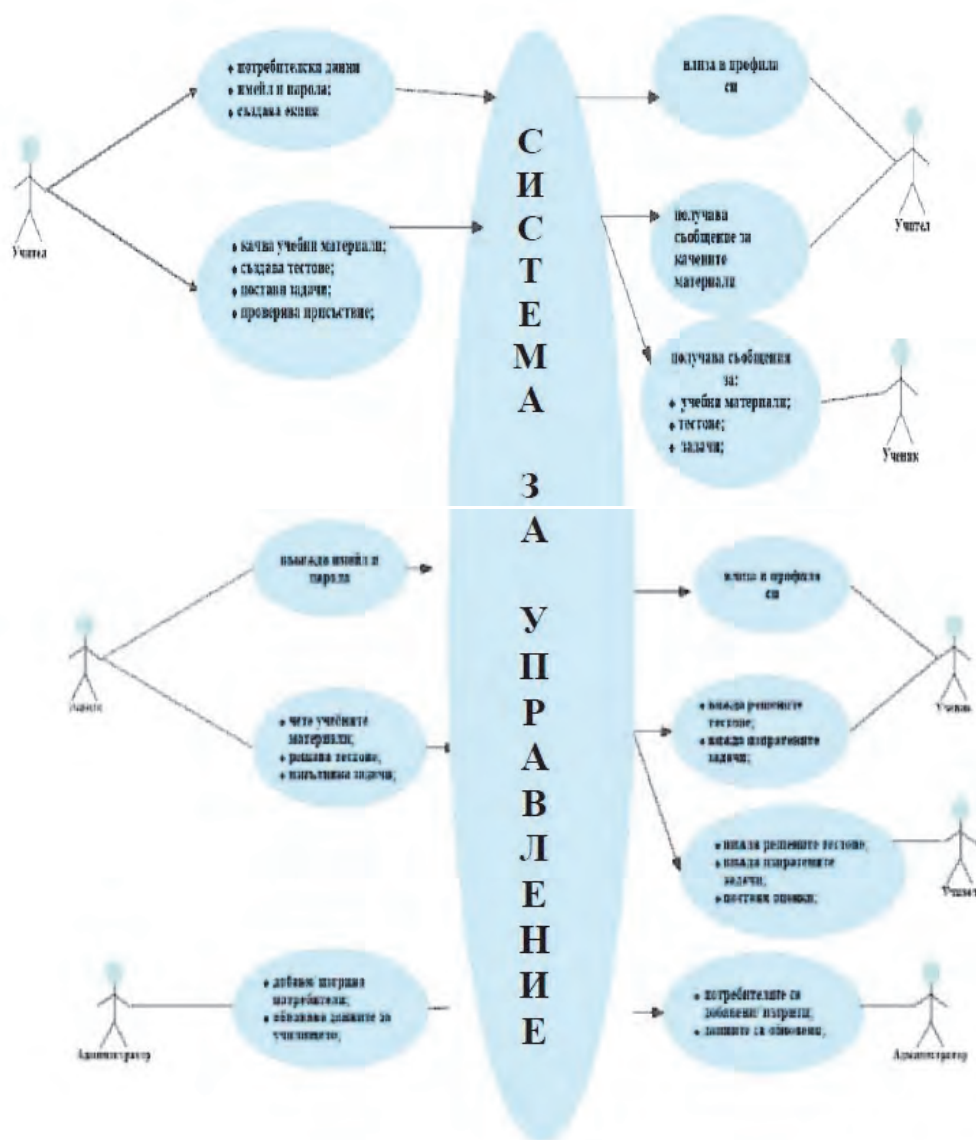 потребителски данни
имейл и парола;
създава екипи
Учител
качва учебни материали;
създава тестове;
поставя задачи;
проверява присъствие;
СИСТЕМА ЗА УПРАВЛЕНИЕ
влиза в профила
си
Учител
получава
съобщение за
качените
материали
получава съобщения
за:
учебни материали;
тестове;
задачи;
Ученик
въвежда имейл и
парола
чете учебните
материали;
решава тестове;
изпълнява задачи;
влиза в профила
си
Ученик
вижда решените
тестове;
вижда изпратените
задачи;
вижда решените тестове;
вижда изпратените
задачи;
поставя оценки;
добавя/изтрива
потребители;
обновява данните за
училището;
Администратор
потребителите са
добавени/изтрити;
данните са обновени;
Администратор